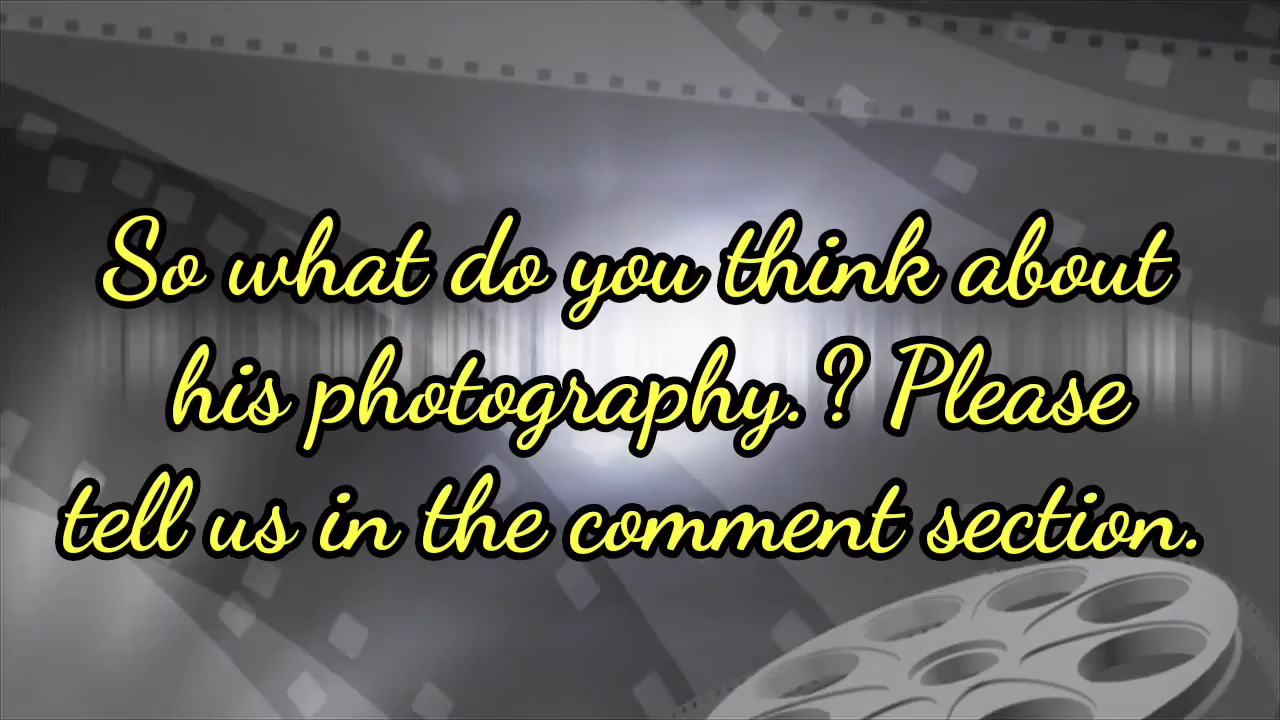 So what do you think about
his photography.? Please
tell us in the comment section.